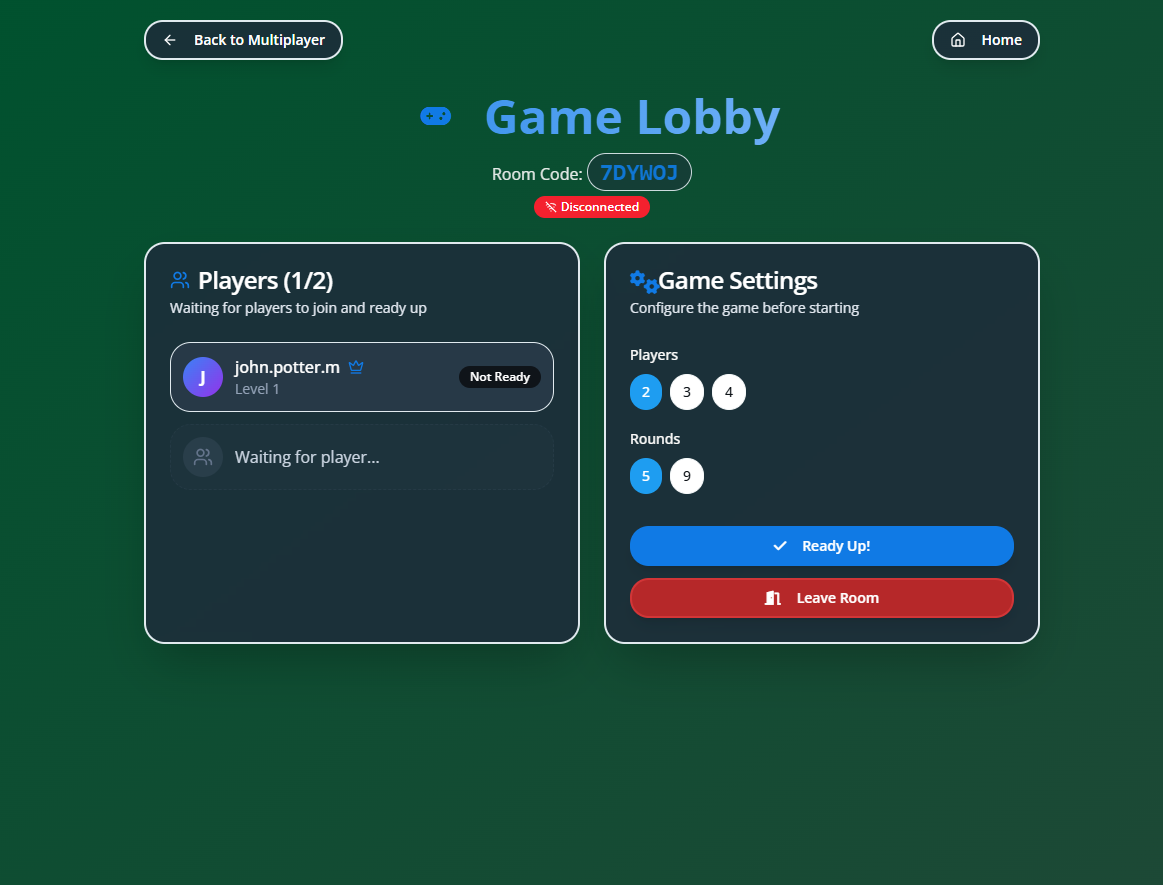 Back to Multiplayer
Home
Game Lobby
Room Code: 7DYWOJ
Disconnected
Players (1/2)
Waiting for players to join and ready up
J
john.potter.m
Level 1
Not Ready
Waiting for player...
Game Settings
Configure the game before starting
Players
2 3 4
Rounds
5 9
Ready Up!
Leave Room